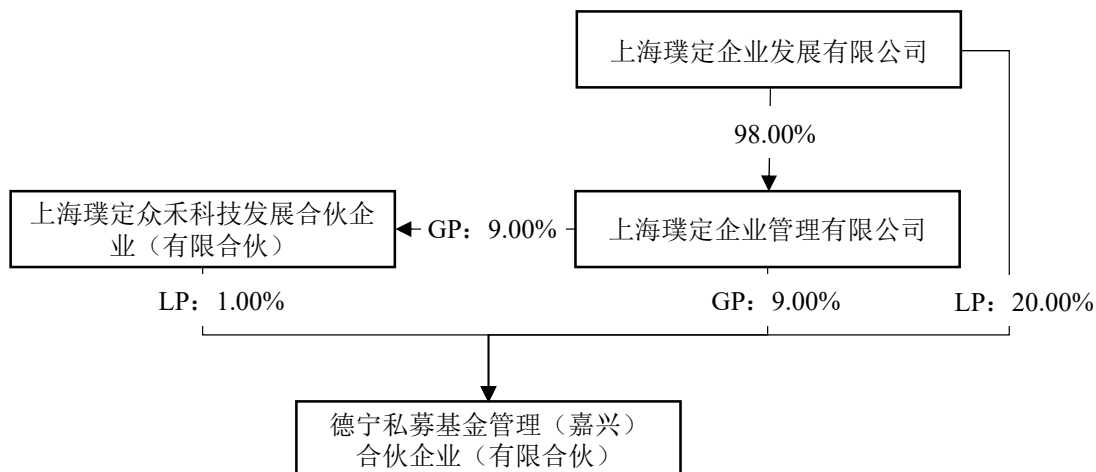 上海璞定企业发展有限公司
98.00%
上海璞定众禾科技发展合伙企
业（有限合伙）
GP：9.00%
上海璞定企业管理有限公司
LP：1.00%
GP：9.00%
LP：20.00%
德宁私募基金管理（嘉兴）
合伙企业（有限合伙）